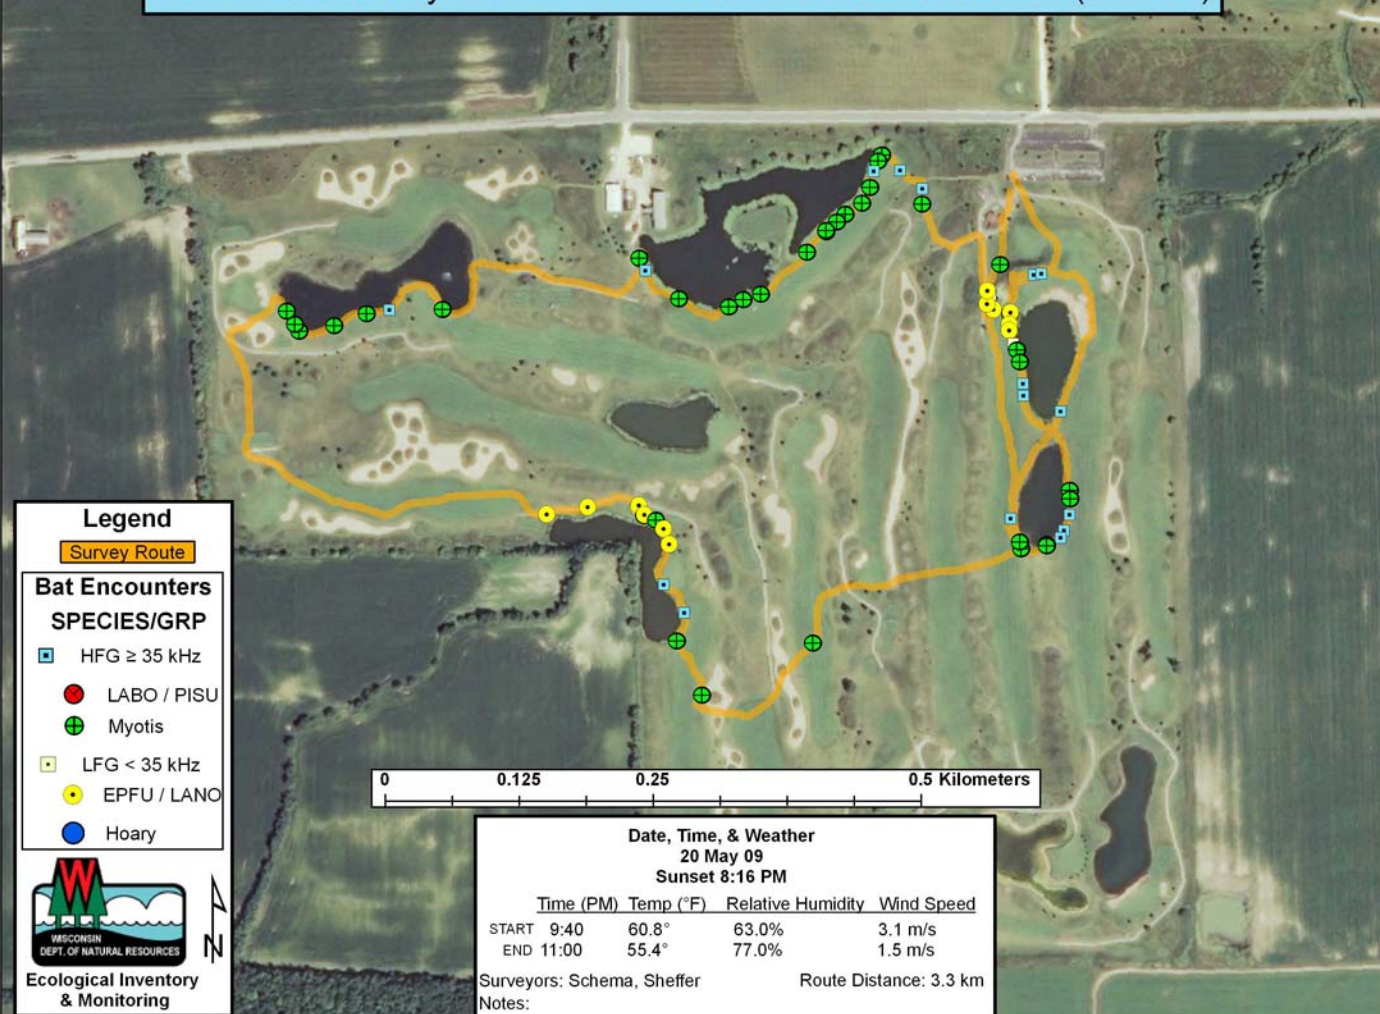 Legend
Survey Route
Bat Encounters
SPECIES/GRP
HFG ≥ 35 kHz
LABO / PISU
Myotis
LFG < 35 kHz
EPFU / LANO
Hoary
W
WISCONSIN
DEPT. OF NATURAL RESOURCES
N
Ecological Inventory
& Monitoring
0 0.125 0.25 0.5 Kilometers
Date, Time, & Weather
20 May 09
Sunset 8:16 PM
Time (PM) Temp (°F) Relative Humidity Wind Speed
START 9:40 60.8° 63.0% 3.1 m/s
END 11:00 55.4° 77.0% 1.5 m/s
Surveyors: Schema, Sheffer Route Distance: 3.3 km
Notes: